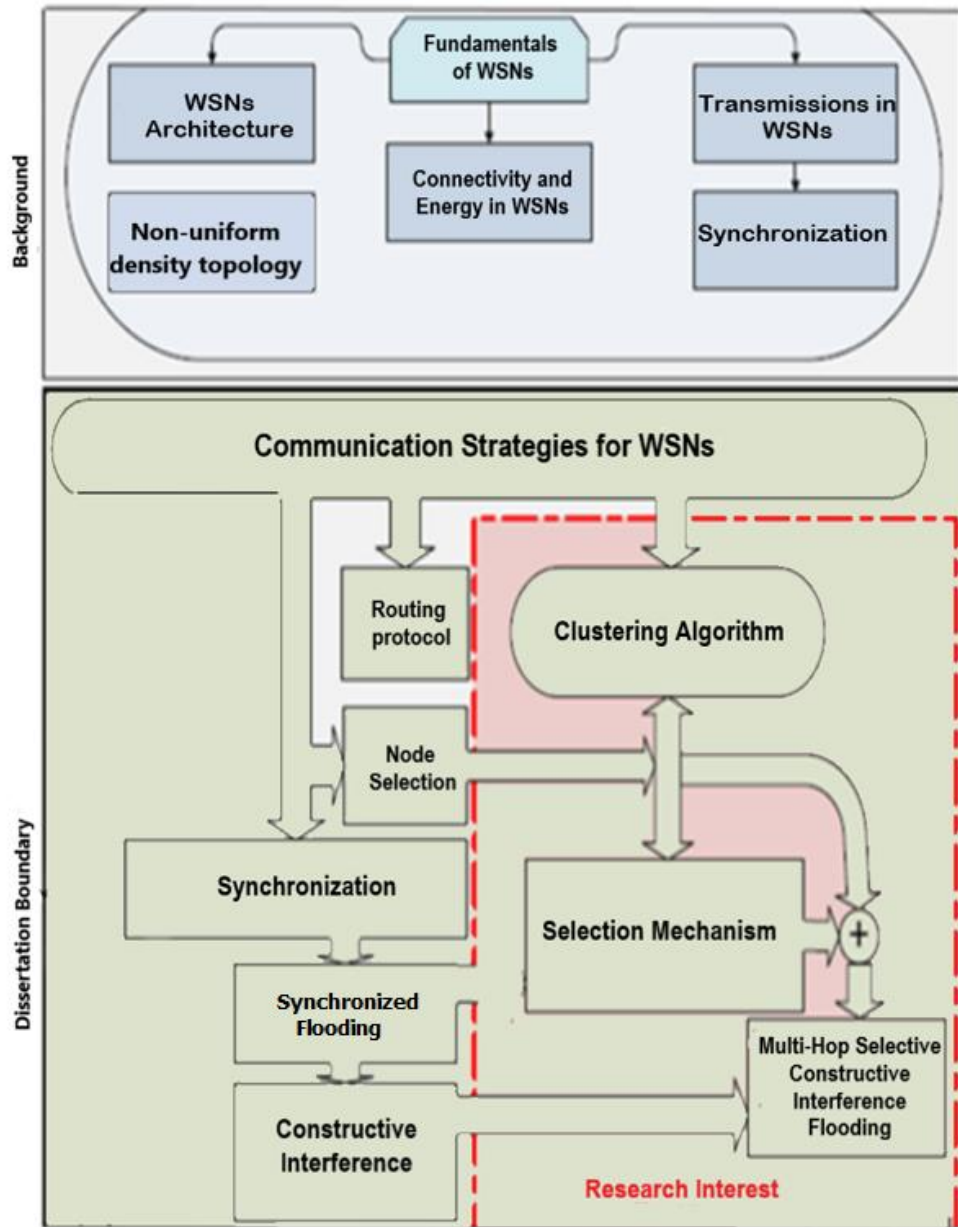 Background
Fundamentals
of WSNs
WSNs
Architecture
Transmissions in
WSNs
Connectivity and
Energy in WSNs
Non-uniform
density topology
Synchronization
Dissertation Boundary
Communication Strategies for WSNs
Routing
protocol
Clustering Algorithm
Node
Selection
Synchronization
Selection Mechanism
+
Synchronized
Flooding
Multi-Hop Selective
Constructive
Interference
Flooding
Constructive
Interference
Research Interest